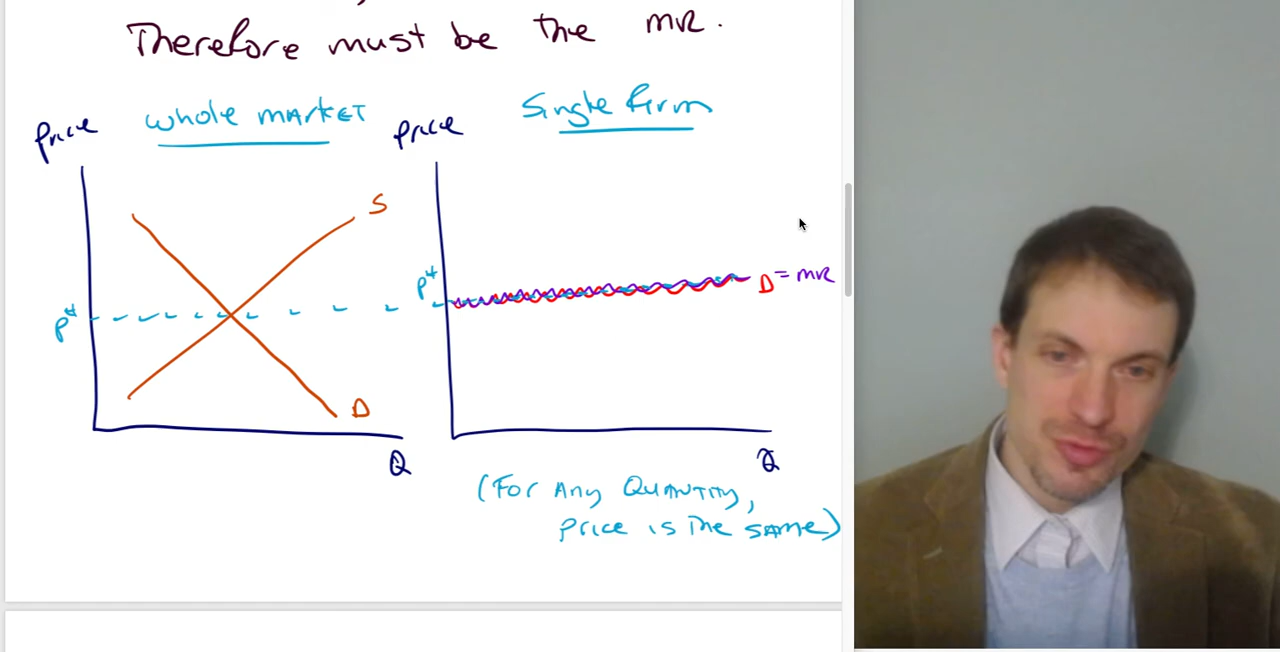 Therefore must be the MR.
whole market
Single firm
Price
Price
S
P*
D = MR
P*
D
Q
Q
(For Any Quantity,
Price is the same)